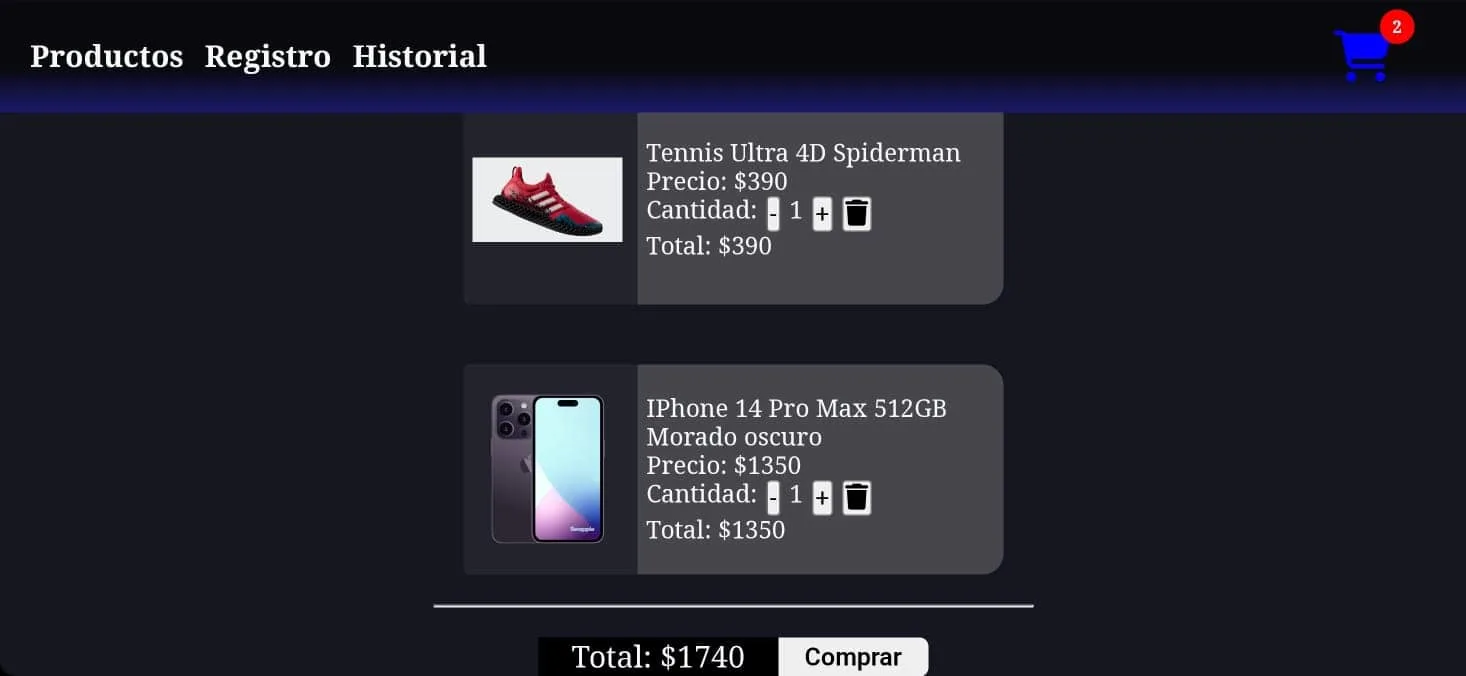 Productos Registro Historial
2
Tennis Ultra 4D Spiderman
Precio: $390
Cantidad: - 1 +
Total: $390
IPhone 14 Pro Max 512GB
Morado oscuro
Precio: $1350
Cantidad: - 1 +
Total: $1350
Total: $1740 Comprar